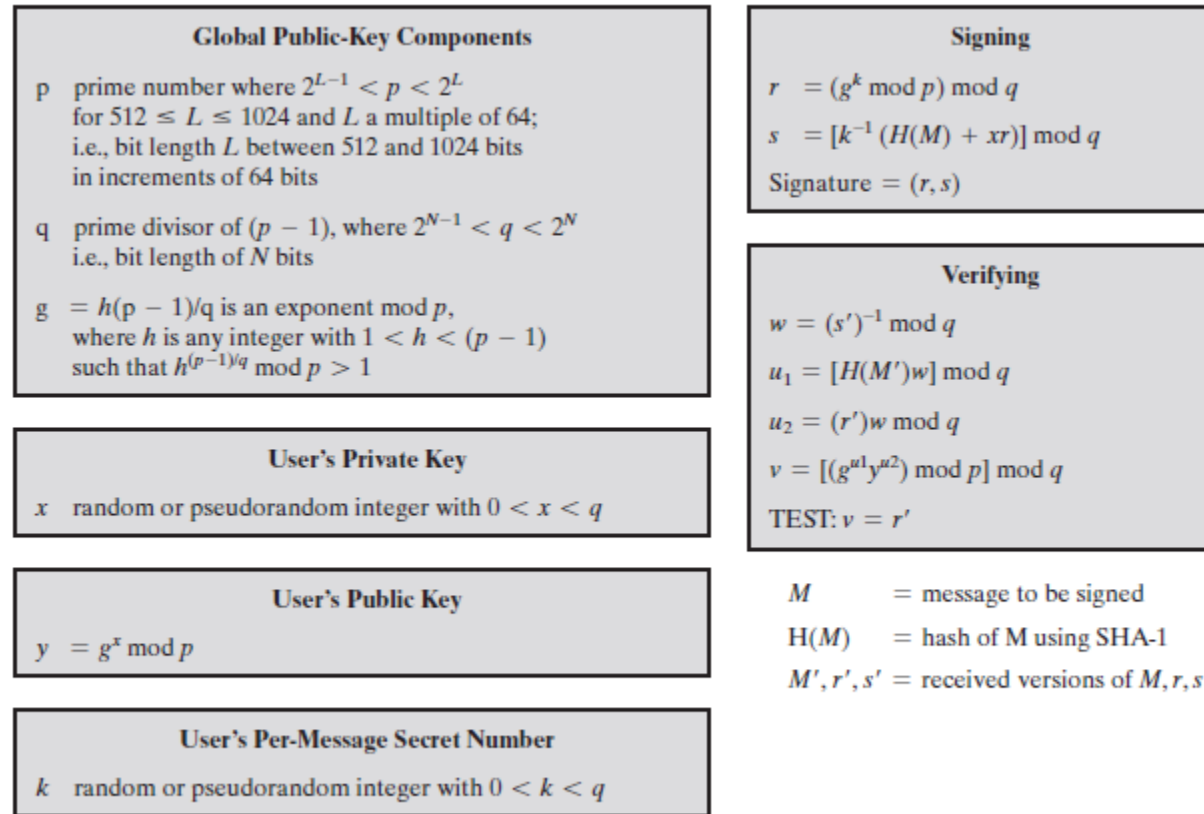 Global Public-Key Components
p prime number where 2^{L−1} < p < 2^L
for 512 ≤ L ≤ 1024 and L a multiple of 64;
i.e., bit length L between 512 and 1024 bits
in increments of 64 bits
q prime divisor of (p − 1), where 2^{N−1} < q < 2^N
i.e., bit length of N bits
g = h(p − 1)/q is an exponent mod p,
where h is any integer with 1 < h < (p − 1)
such that h^{(p−1)/q} mod p > 1
User's Private Key
x random or pseudorandom integer with 0 < x < q
User's Public Key
y = g^x mod p
User's Per-Message Secret Number
k random or pseudorandom integer with 0 < k < q
Signing
r = (g^k mod p) mod q
s = [k^{−1} (H(M) + xr)] mod q
Signature = (r, s)
Verifying
w = (s′)^{−1} mod q
u_1 = [H(M′)w] mod q
u_2 = (r′)w mod q
v = [(g^{u1}y^{u2}) mod p] mod q
TEST: v = r′
M = message to be signed
H(M) = hash of M using SHA-1
M′, r′, s′ = received versions of M, r, s